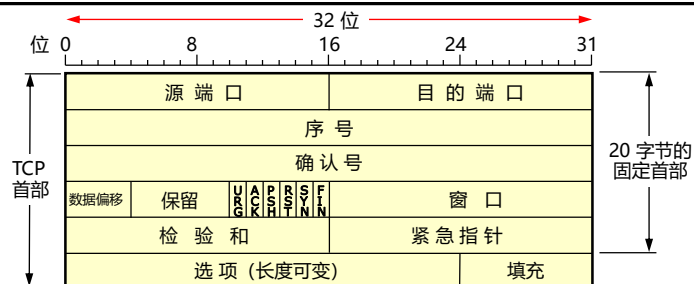 32 位
位 0 8 16 24 31
源 端 口 目 的 端 口
序 号
确 认 号
数据偏移 保留 URG ACK PSH RST SYN FIN 窗 口
检 验 和 紧 急 指 针
选 项 (长 度 可 变) 填充
TCP
首部
20 字节的
固定首部